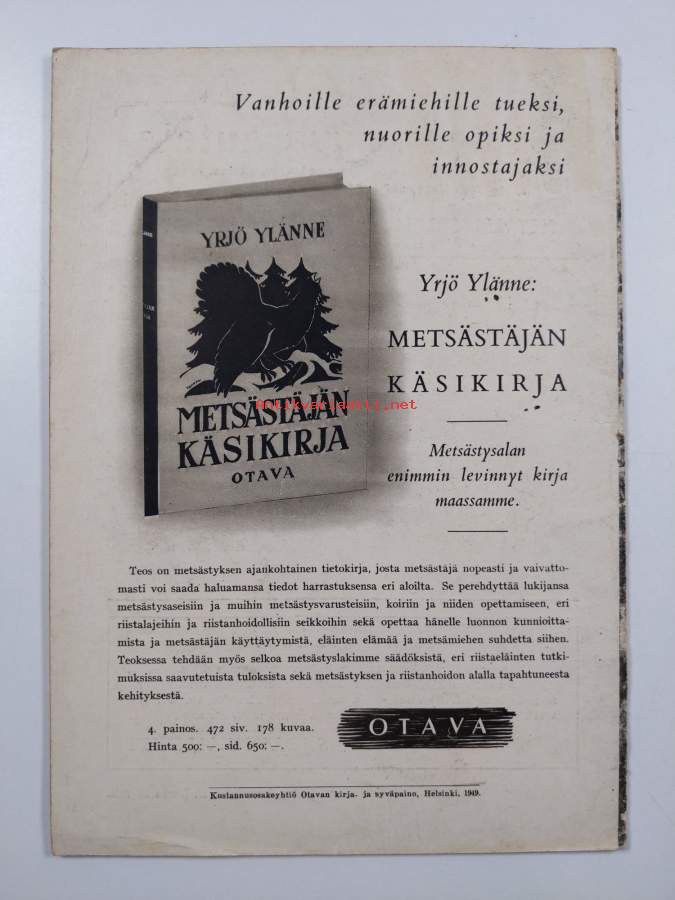 Vanhoille erämiehille tueksi,
nuorille opiksi ja
innostajaksi
YRJÖ YLÄNNE
METSÄSTÄJÄN
KÄSIKIRJA
OTAVA
Yrjö Ylänne:
METSÄSTÄJÄN
KÄSIKIRJA
Antikvariaatti.net
Metsästysalan
enimmin levinnyt kirja
maassamme.
Teos on metsästyksen ajankohtainen tietokirja, josta metsästäjä nopeasti ja vaivatto-
masti voi saada haluamansa tiedot harrastuksensa eri aloilta. Se perehdyttää lukijansa
metsästysaseisiin ja muihin metsästysvarusteisiin, koiriin ja niiden opettamiseen, eri
riistalajeihin ja riistanhoidollisiin seikkoihin sekä opettaa hänelle luonnon kunnioitta-
mista ja metsästäjän käyttäytymistä, eläinten elämää ja metsämiehen suhdetta siihen.
Teoksessa tehdään myös selkoa metsästyslakimme säädöksistä, eri riistaeläinten tutki-
muksissa saavutetuista tuloksista sekä metsästyksen ja riistanhoidon alalla tapahtuneesta
kehityksestä.
4. painos. 472 siv. 178 kuvaa.
Hinta 500: —, sid. 650: —.
OTAVA
Kustannusosakeyhtiö Otavan kirja- ja syväpaino, Helsinki, 1949.